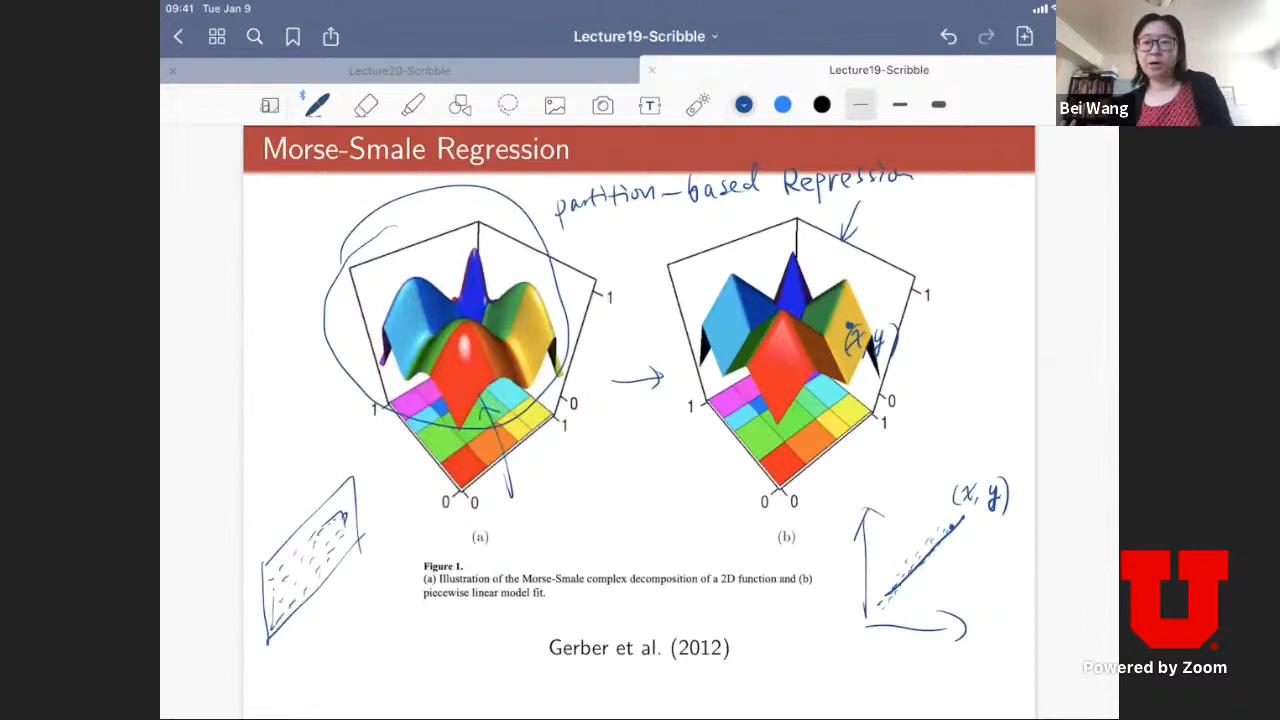 09:41 Tue Jan 9
Lecture19-Scribble
Lecture20-Scribble
Lecture19-Scribble
T
Bei Wang
Morse-Smale Regression
partition-based Regression
1
1
(x, y)
1
0
1
0
1
1
0 0
0 0
(x, y)
(a)
(b)
Figure 1.
(a) Illustration of the Morse-Smale complex decomposition of a 2D function and (b)
piecewise linear model fit.
Gerber et al. (2012)
U
Powered by Zoom